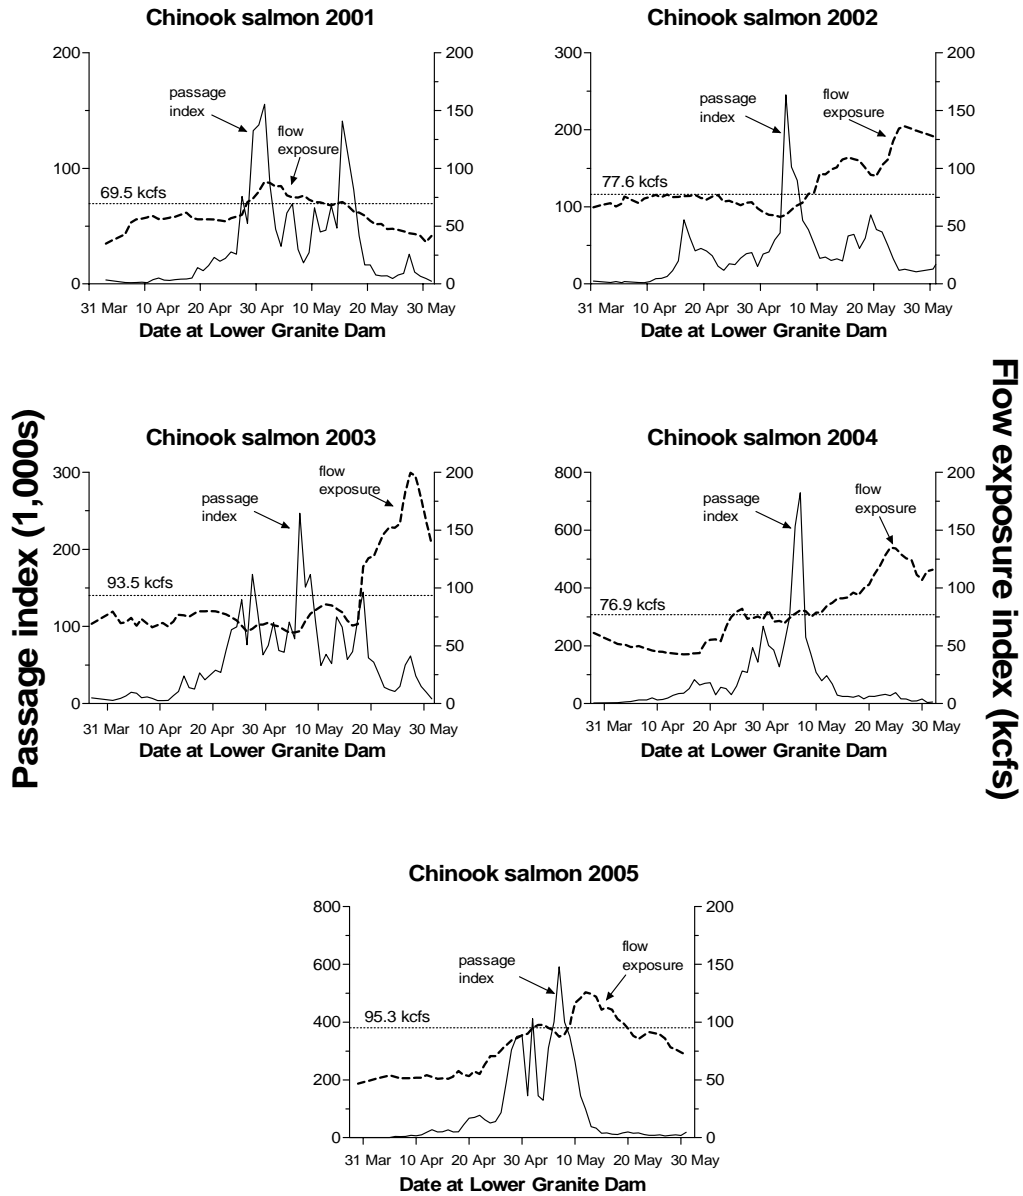 Chinook salmon 2001
200
100
0
200
150
100
50
0
passage
index
flow
exposure
69.5 kcfs
31 Mar 10 Apr 20 Apr 30 Apr 10 May 20 May 30 May
Date at Lower Granite Dam
Chinook salmon 2002
300
200
100
0
200
150
100
50
0
passage
index
flow
exposure
77.6 kcfs
31 Mar 10 Apr 20 Apr 30 Apr 10 May 20 May 30 May
Date at Lower Granite Dam
Passage index (1,000s)
Flow exposure index (kcfs)
Chinook salmon 2003
300
200
100
0
200
150
100
50
0
flow
exposure
passage
index
93.5 kcfs
31 Mar 10 Apr 20 Apr 30 Apr 10 May 20 May 30 May
Date at Lower Granite Dam
Chinook salmon 2004
800
600
400
200
0
200
150
100
50
0
passage
index
flow
exposure
76.9 kcfs
31 Mar 10 Apr 20 Apr 30 Apr 10 May 20 May 30 May
Date at Lower Granite Dam
Chinook salmon 2005
800
600
400
200
0
200
150
100
50
0
passage
index
flow
exposure
95.3 kcfs
31 Mar 10 Apr 20 Apr 30 Apr 10 May 20 May 30 May
Date at Lower Granite Dam